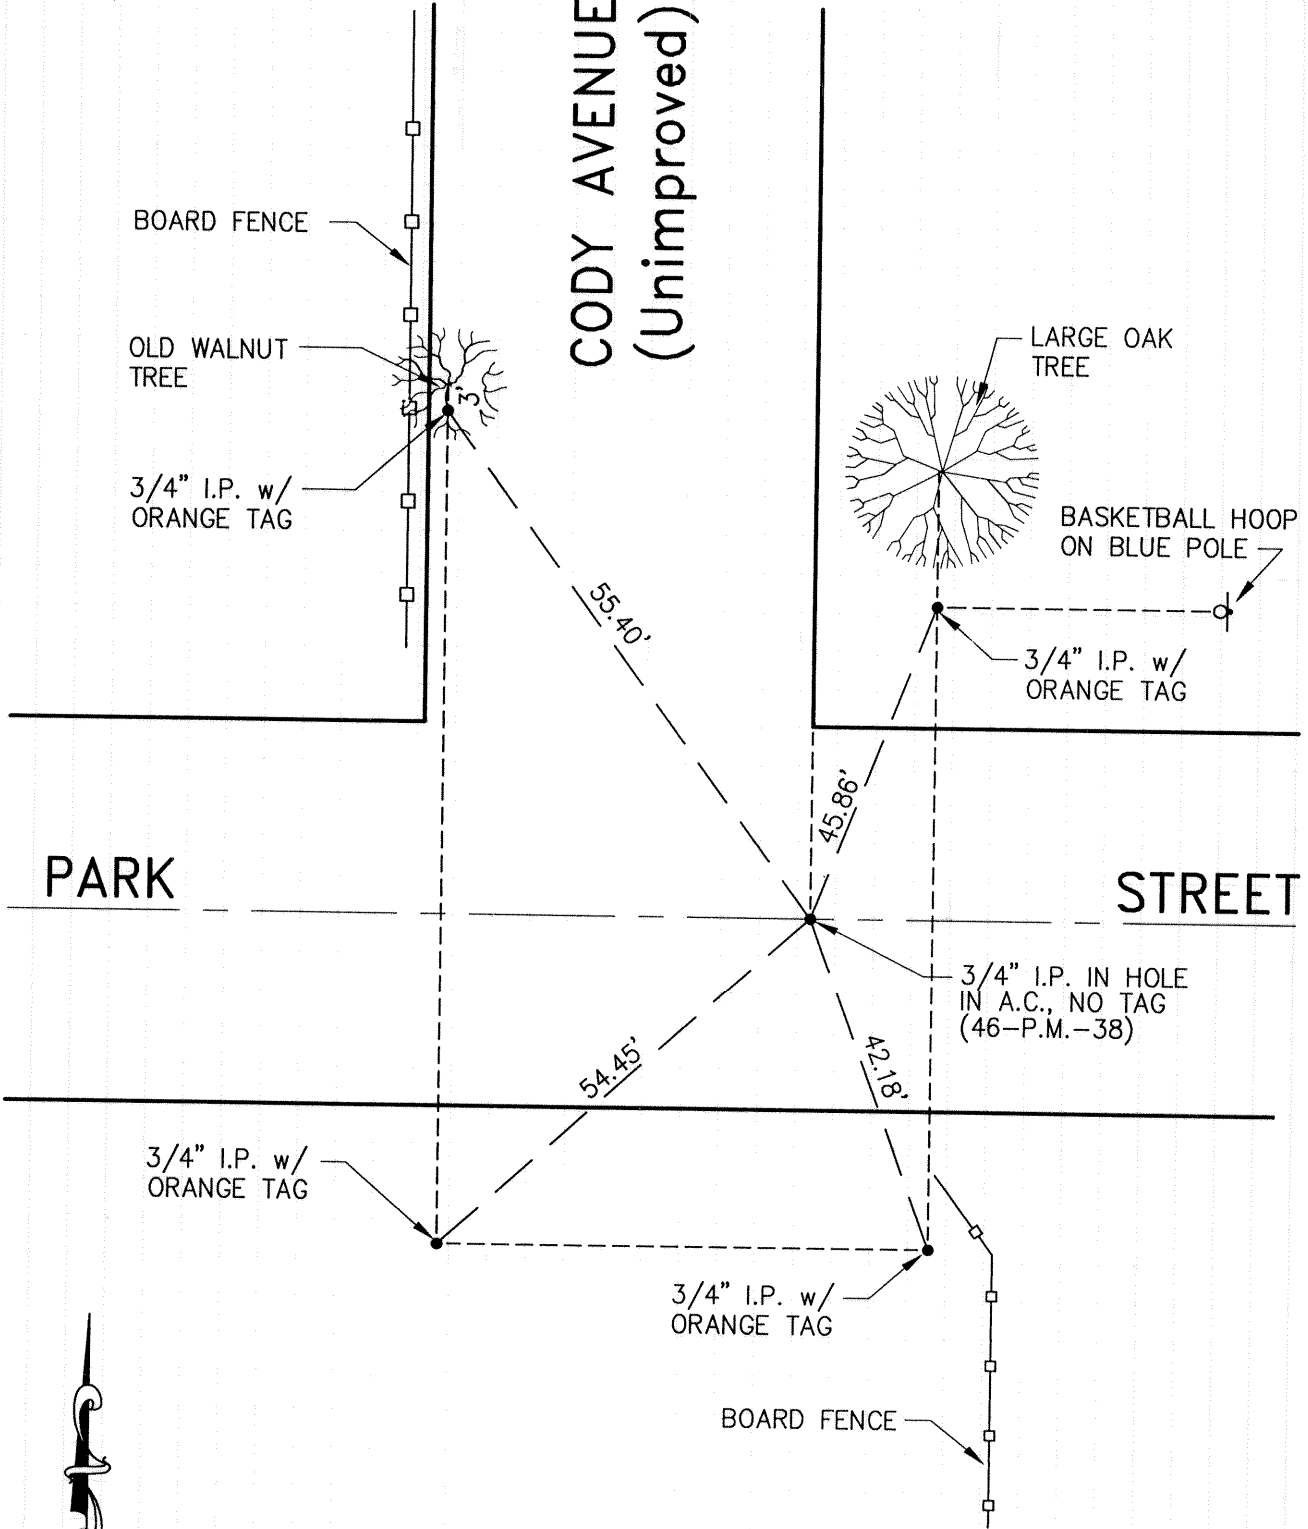 CODY AVENUE
(Unimproved)
BOARD FENCE
OLD WALNUT
TREE
3'
3/4" I.P. w/
ORANGE TAG
LARGE OAK
TREE
BASKETBALL HOOP
ON BLUE POLE
3/4" I.P. w/
ORANGE TAG
55.40'
45.86'
PARK
STREET
3/4" I.P. IN HOLE
IN A.C., NO TAG
(46-P.M.-38)
54.45'
42.18'
3/4" I.P. w/
ORANGE TAG
3/4" I.P. w/
ORANGE TAG
BOARD FENCE